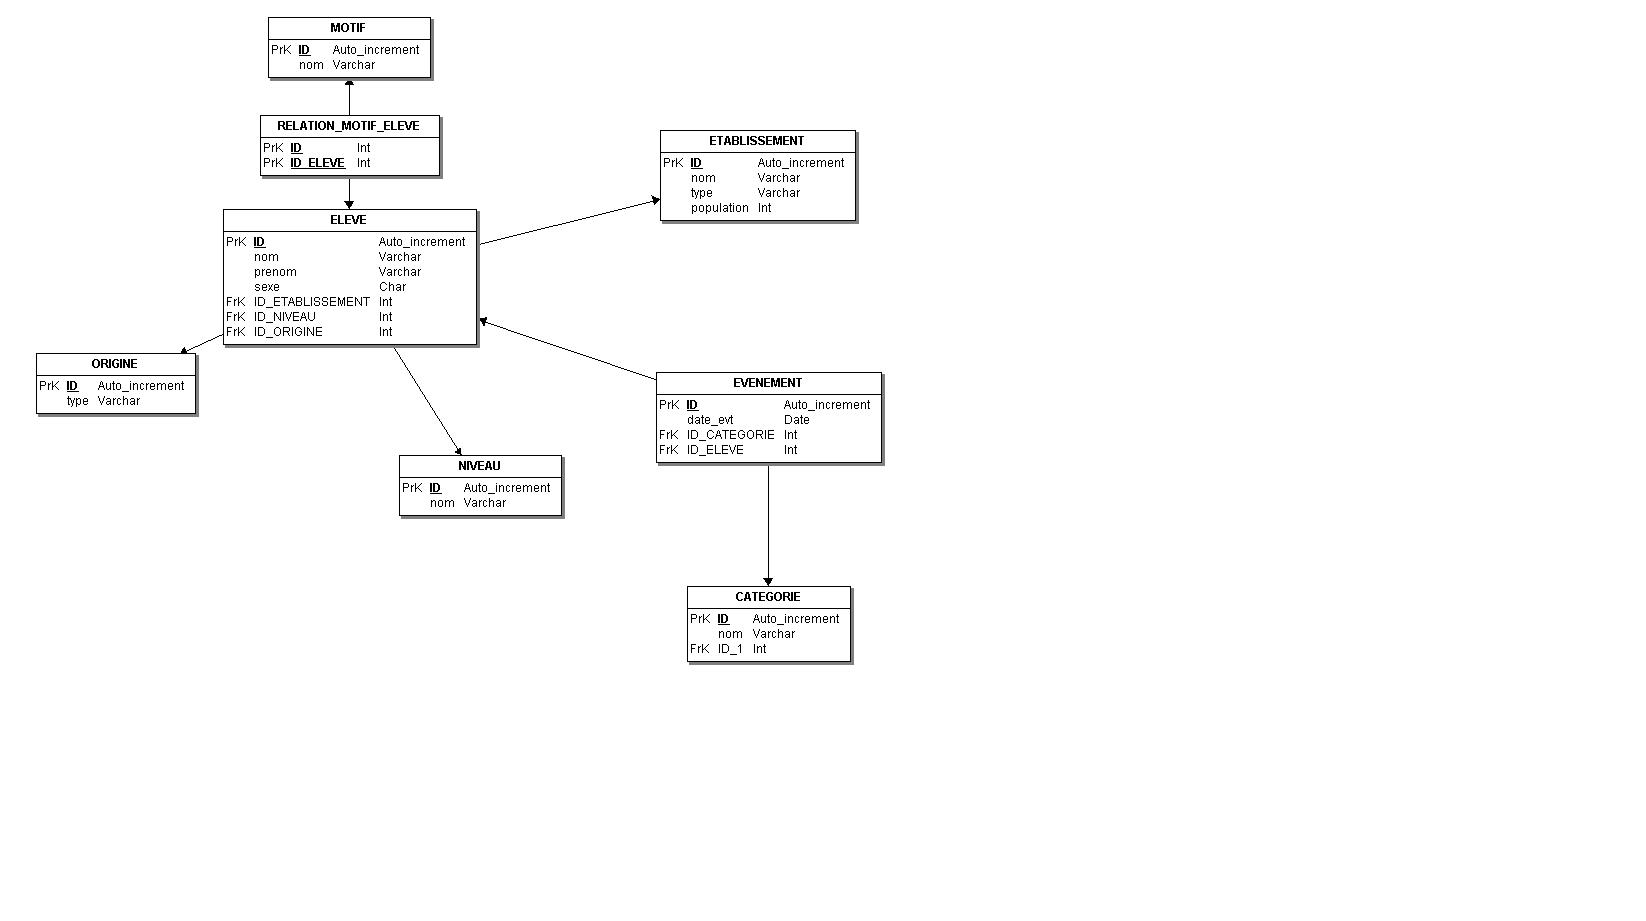 MOTIF
PrK ID Auto_increment
nom Varchar
RELATION_MOTIF_ELEVE
PrK ID Int
PrK ID_ELEVE Int
ETABLISSEMENT
PrK ID Auto_increment
nom Varchar
type Varchar
population Int
ELEVE
PrK ID Auto_increment
nom Varchar
prenom Varchar
sexe Char
FrK ID_ETABLISSEMENT Int
FrK ID_NIVEAU Int
FrK ID_ORIGINE Int
ORIGINE
PrK ID Auto_increment
type Varchar
EVENEMENT
PrK ID Auto_increment
date_evt Date
FrK ID_CATEGORIE Int
FrK ID_ELEVE Int
NIVEAU
PrK ID Auto_increment
nom Varchar
CATEGORIE
PrK ID Auto_increment
nom Varchar
FrK ID_1 Int